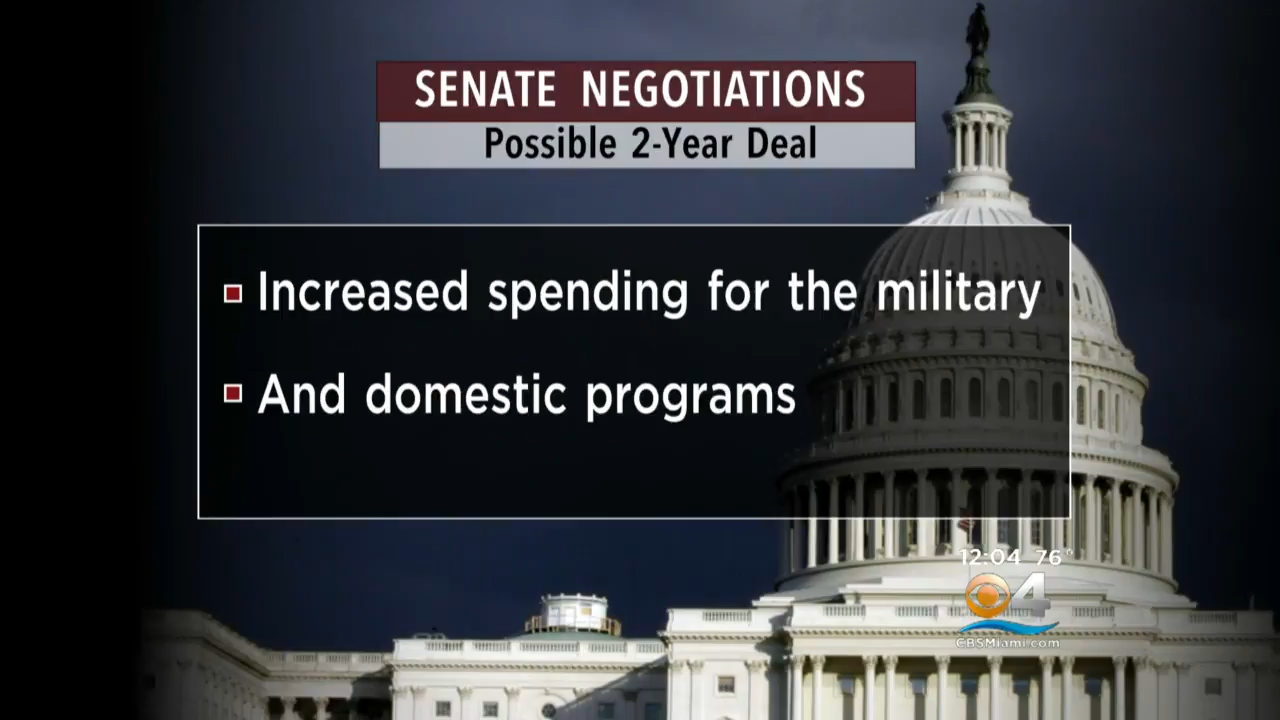 SENATE NEGOTIATIONS
Possible 2-Year Deal
Increased spending for the military
And domestic programs
12:04 76°
4
CBSMiami.com